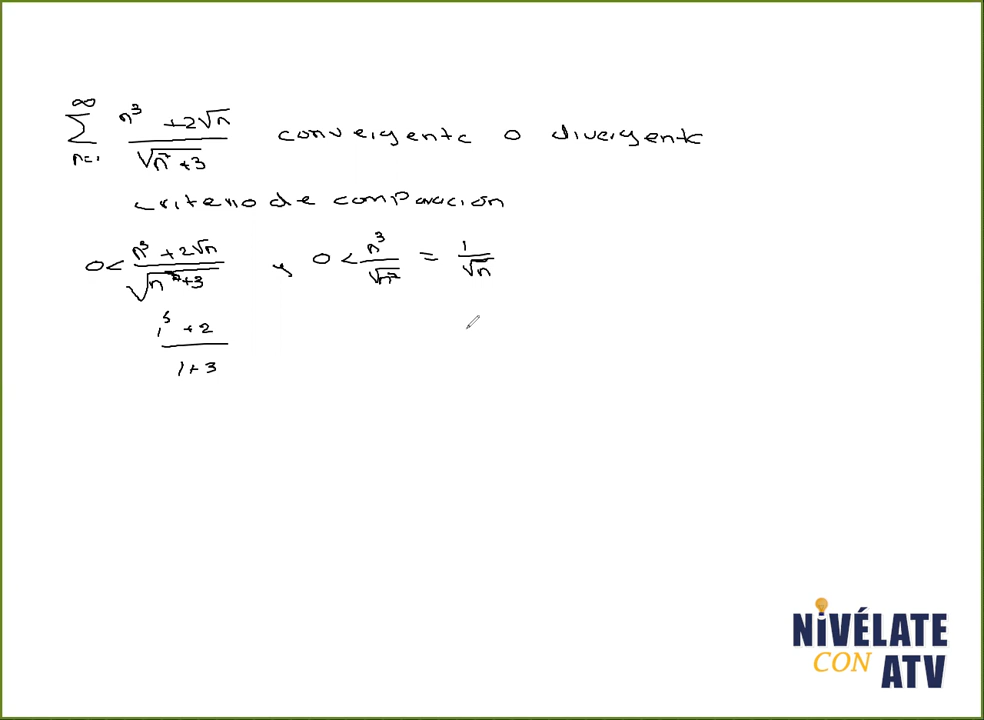 ∞
∑ n³ + 2√n / √n⁷ + 3 convergente o divergente
n=1
criterio de comparación
0 < n³ + 2√n / √n⁷ + 3 y 0 < n³ / √n⁷ = 1 / √n
1³ + 2
1 + 3
NIVÉLATE
CON
ATV